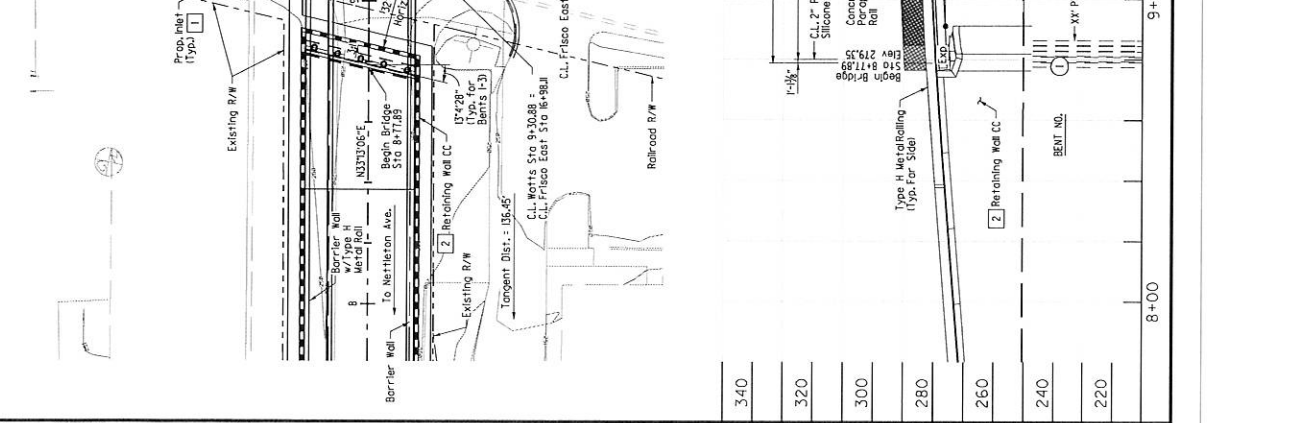 Prop. Inlet
(Typ.) 1
Existing R/W
Horiz
N33°13'06"E
Begin Bridge
Sta 8+77.89
13°4'28"
(Typ. for
Bents 1-3)
C.L. Frisco East
C.L. Watts Sta 9+30.88 =
C.L. Frisco East Sta 16+98.11
Railroad R/W
Barrier Wall
w/Type H
Metal Rail
B
To Nettleton Ave.
2 Retaining Wall CC
Tangent Dist. = 136.45'
Existing R/W
Barrier Wall
1'-1⅞"
C.L. 2" P
Silicone
Conc
Parap
Rail
Begin Bridge
Sta 8+77.89
Elev 279.35
Exp
Type H Metal Railing
(Typ. Far Side)
2 Retaining Wall CC
BENT NO.
1
XX' P
9+
8+00
340
320
300
280
260
240
220